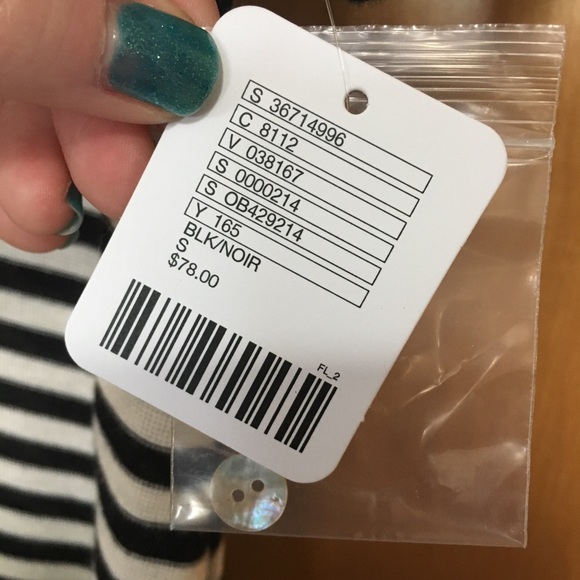 S 36714996
C 8112
V 038167
S 0000214
S OB429214
Y 165
BLK/NOIR
S
$78.00
FL_2